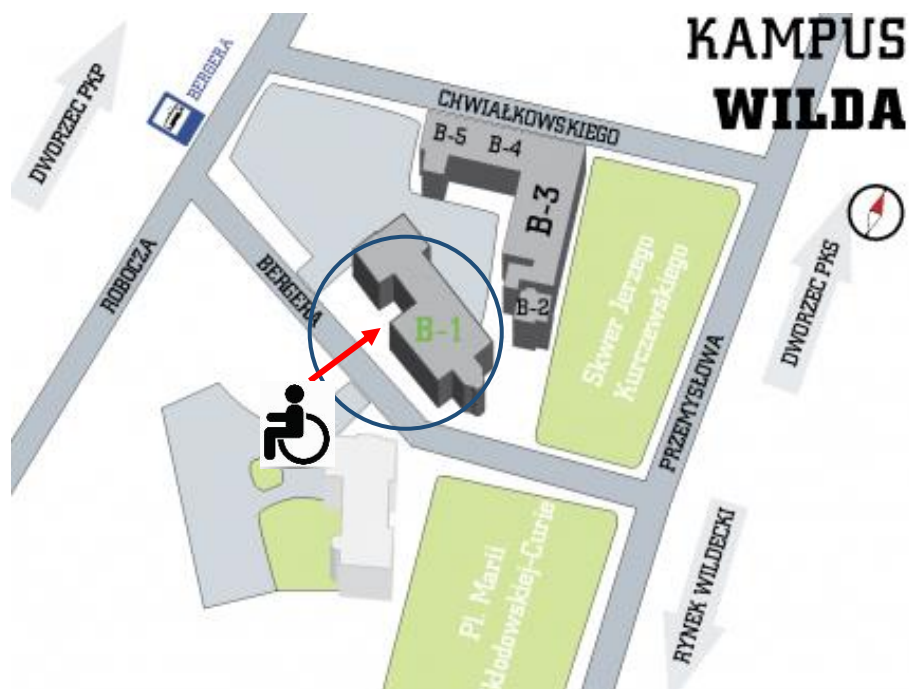 KAMPUS
WILDA
DWORZEC PKP
BERGERA
CHWIAŁKOWSKIEGO
B-5
B-4
B-3
B-2
B-1
ROBOCZA
BERGERA
Skwer Jerzego
Kurczewskiego
PRZEMYSŁOWA
DWORZEC PKS
RYNEK WILDECKI
Pl. Marii
kłodowskiej-Curie